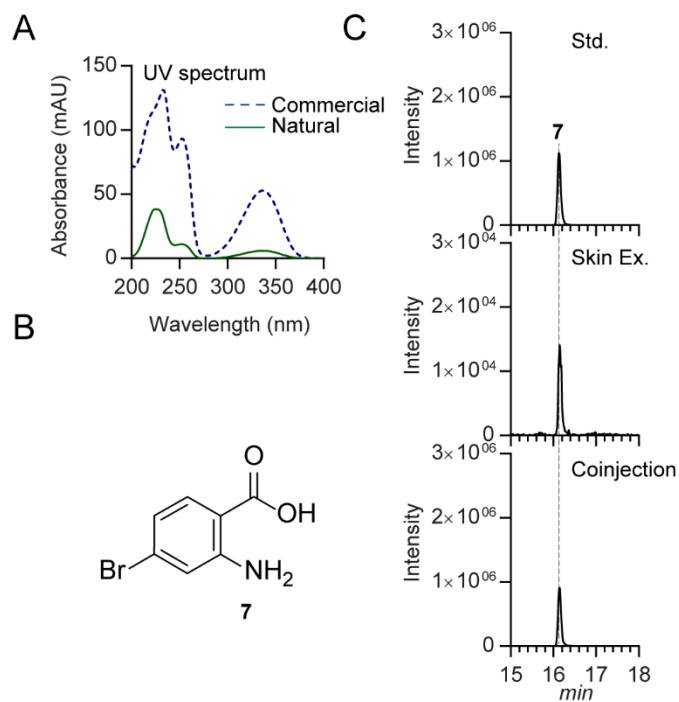 A
UV spectrum
Commercial
Natural
Absorbance (mAU)
150
100
50
0
200 250 300 350 400
Wavelength (nm)
B
O
OH
Br
NH2
7
C
Std.
Intensity
3× 10 06
2× 10 06
1× 10 06
0
7
Skin Ex.
Intensity
3× 10 04
2× 10 04
1× 10 04
0
Coinjection
Intensity
3× 10 06
2× 10 06
1× 10 06
0
15 16 17 18
min